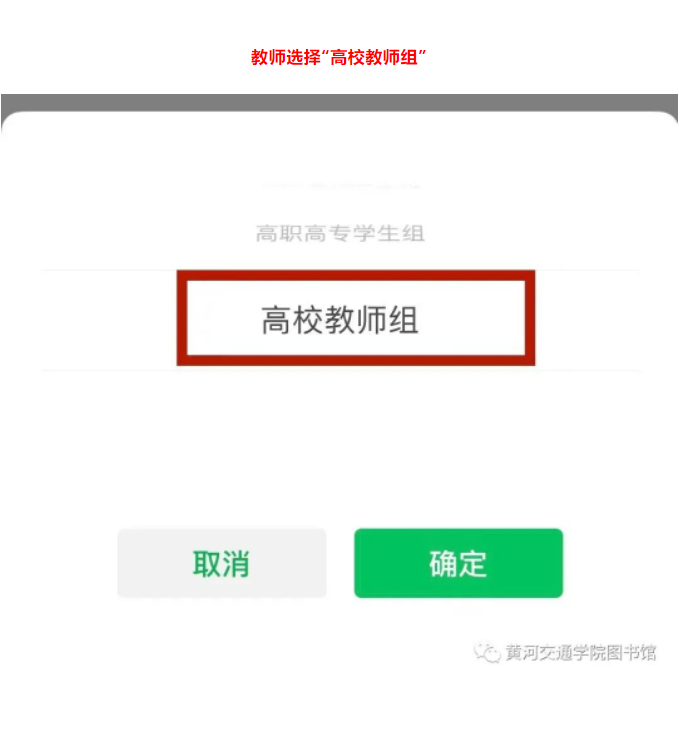 教师选择“高校教师组”
高职高专学生组
高校教师组
取消
确定
黄河交通学院图书馆